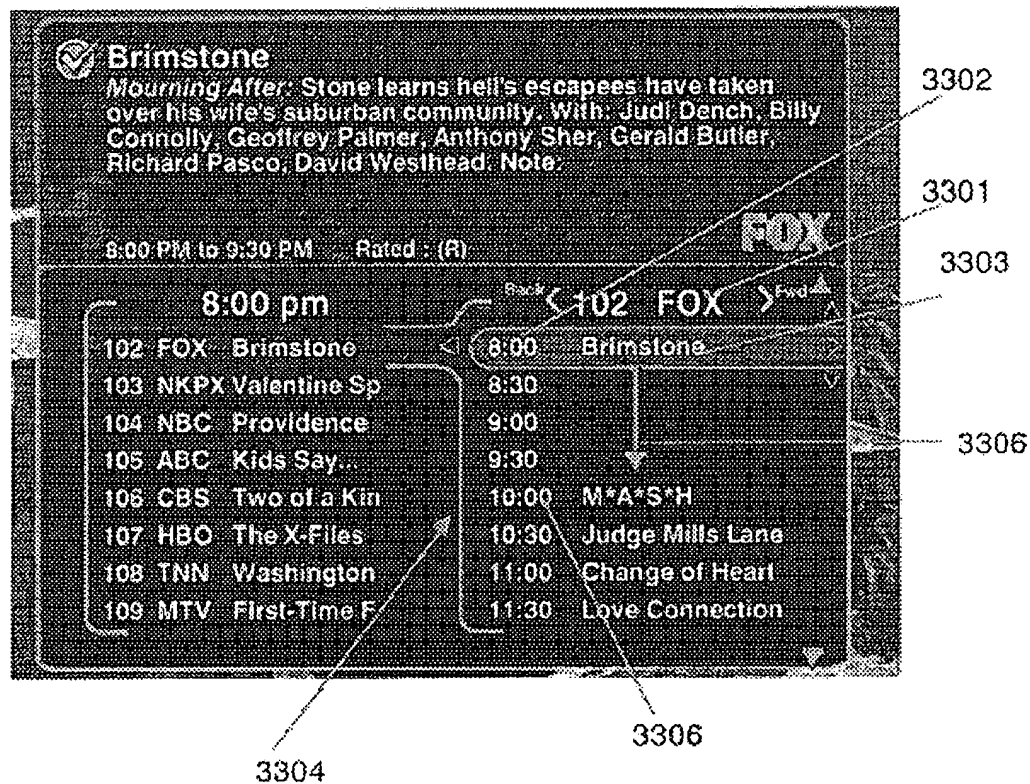 Brimstone
Mourning After: Stone learns hell's escapees have taken
over his wife's suburban community. With: Judi Dench, Billy
Connolly, Geoffrey Palmer, Anthony Sher, Gerald Butler,
Richard Pasco, David Westhead. Note:
FOX
8:00 PM to 9:30 PM Rated : (R)
8:00 pm
Back 102 FOX Fwd
102 FOX Brimstone 8:00 Brimstone
103 NKPX Valentine Sp 8:30
104 NBC Providence 9:00
105 ABC Kids Say... 9:30
106 CBS Two of a Kin 10:00 M*A*S*H
107 HBO The X-Files 10:30 Judge Mills Lane
108 TNN Washington 11:00 Change of Heart
109 MTV First-Time F 11:30 Love Connection
3302
3301
3303
3306
3306
3304